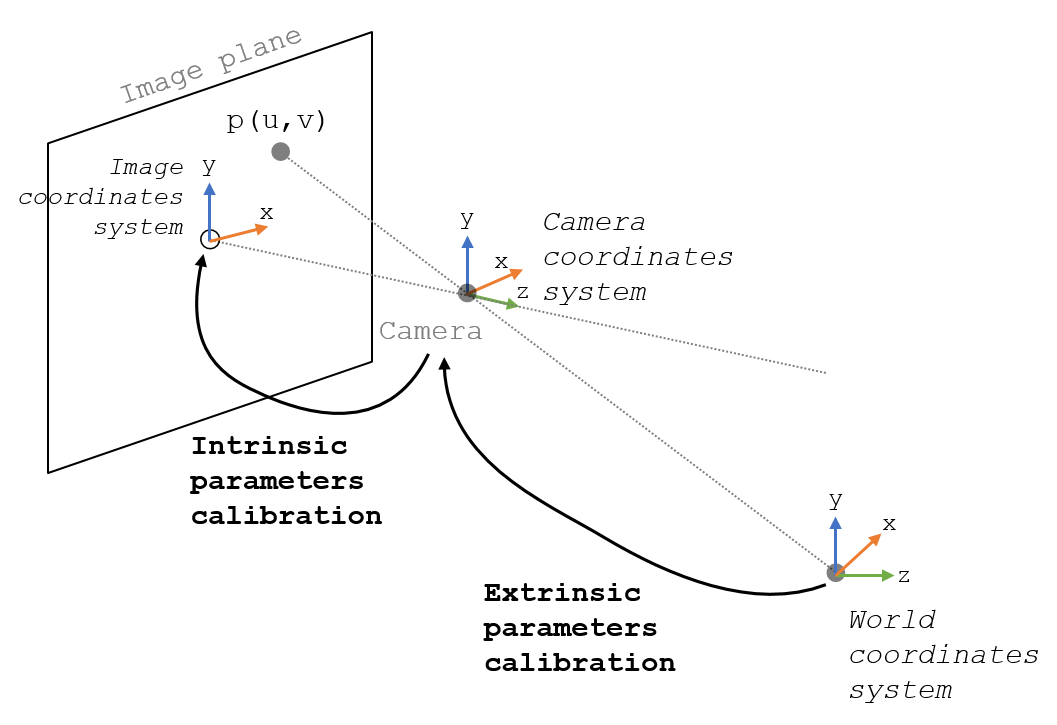 Image plane
p(u,v)
Image
coordinates
system
y
x
y
x
z
Camera
coordinates
system
Camera
Intrinsic
parameters
calibration
y
x
z
Extrinsic
parameters
calibration
World
coordinates
system